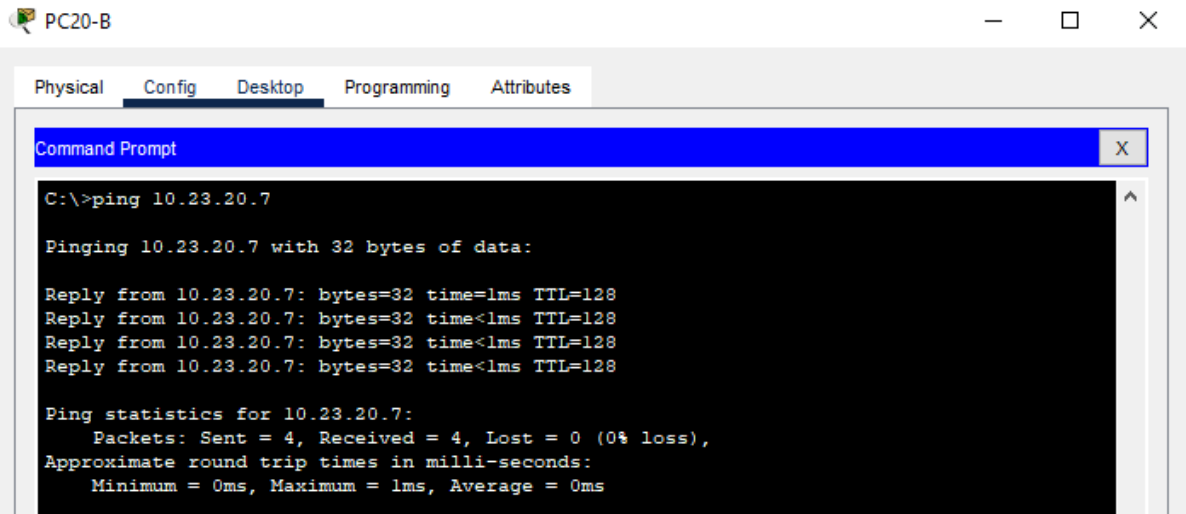 PC20-B
Physical Config Desktop Programming Attributes
Command Prompt X
C:\>ping 10.23.20.7
Pinging 10.23.20.7 with 32 bytes of data:
Reply from 10.23.20.7: bytes=32 time=1ms TTL=128
Reply from 10.23.20.7: bytes=32 time<1ms TTL=128
Reply from 10.23.20.7: bytes=32 time<1ms TTL=128
Reply from 10.23.20.7: bytes=32 time<1ms TTL=128
Ping statistics for 10.23.20.7:
Packets: Sent = 4, Received = 4, Lost = 0 (0% loss),
Approximate round trip times in milli-seconds:
Minimum = 0ms, Maximum = 1ms, Average = 0ms